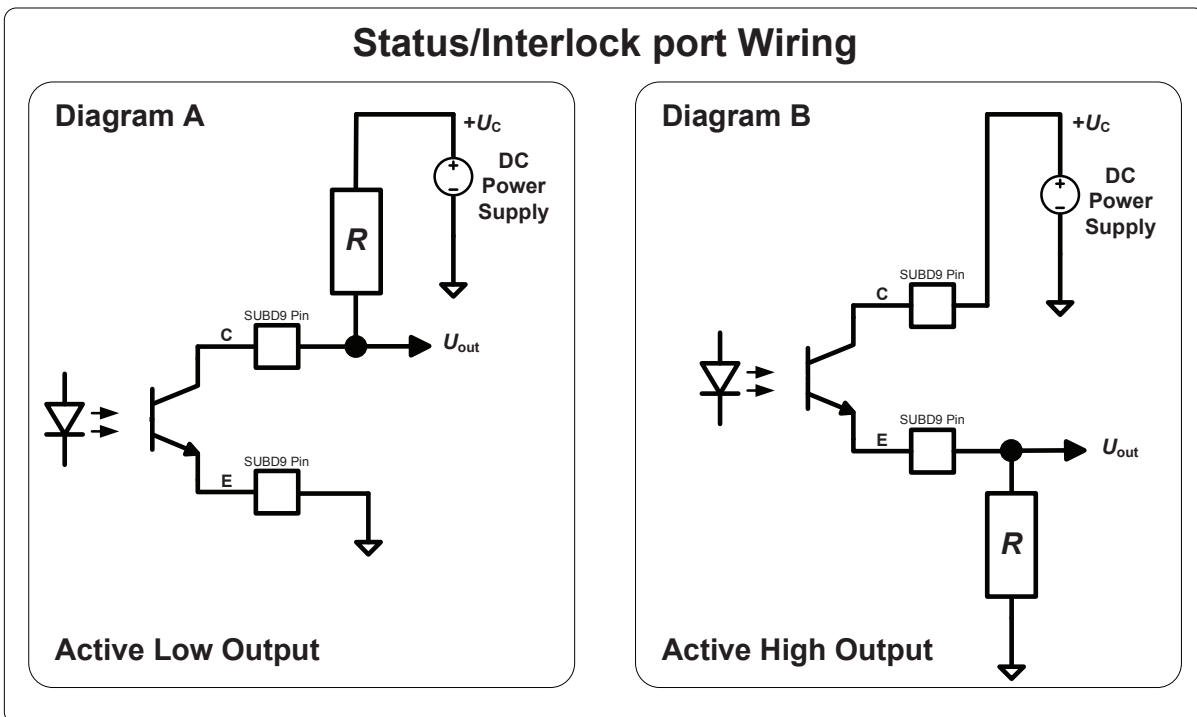 Status/Interlock port Wiring
Diagram A
+UC
DC
Power
Supply
R
SUBD9 Pin
C
Uout
SUBD9 Pin
E
Active Low Output
Diagram B
+UC
DC
Power
Supply
SUBD9 Pin
C
SUBD9 Pin
E
Uout
R
Active High Output